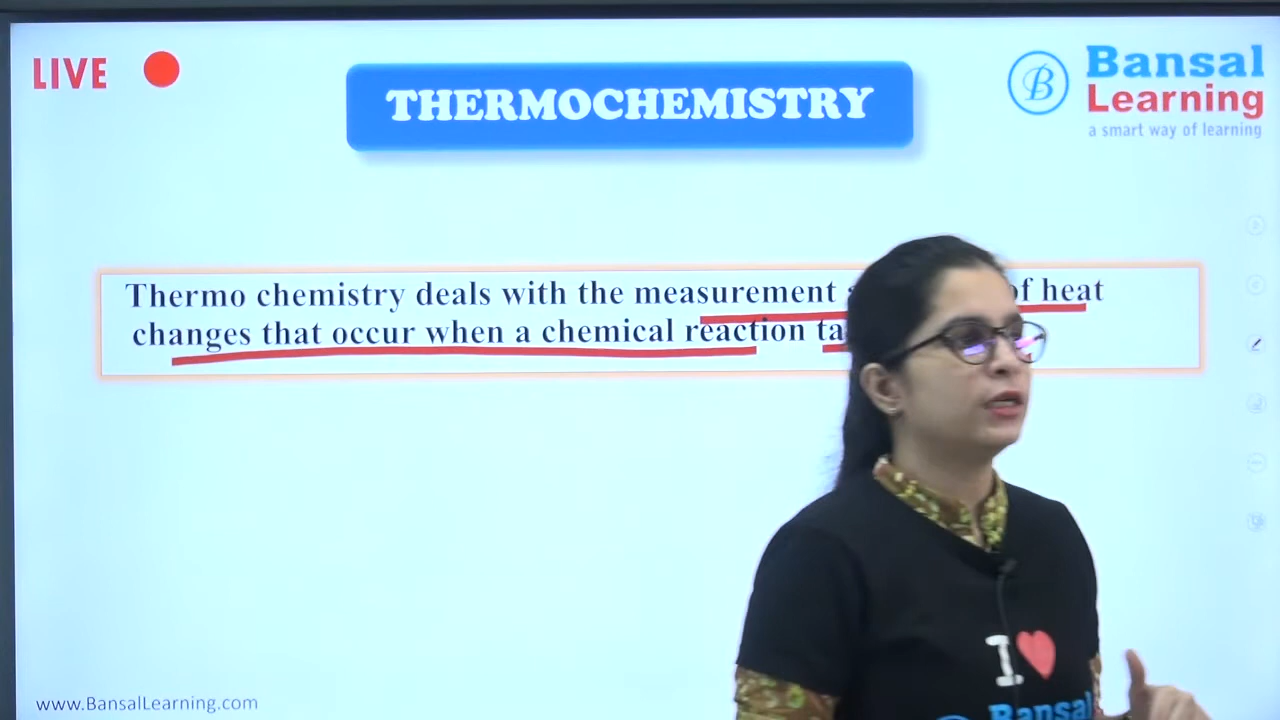 LIVE
THERMOCHEMISTRY
B
Bansal
Learning
a smart way of learning
Thermo chemistry deals with the measurement of heat
changes that occur when a chemical reaction
www.BansalLearning.com
I
Bansal